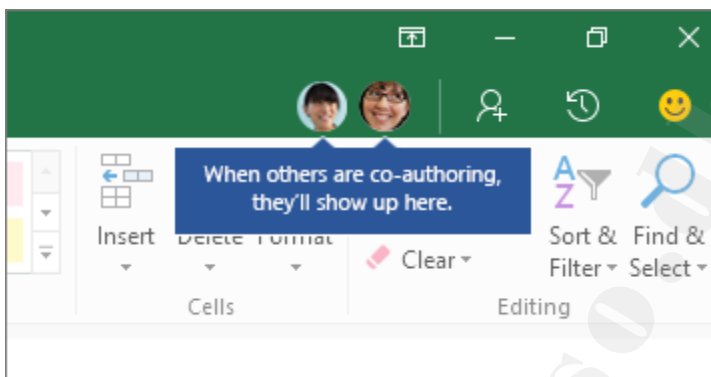 When others are co-authoring,
they'll show up here.
Insert Delete Format Clear Sort & Filter Find & Select
Cells Editing